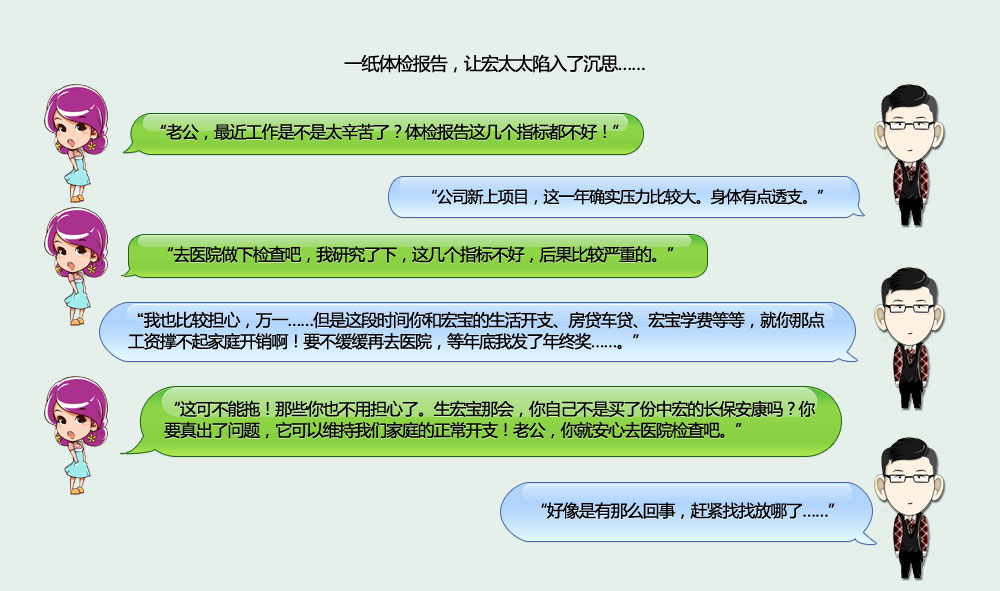 一纸体检报告，让宏太太陷入了沉思……
“老公，最近工作是不是太辛苦了？体检报告这几个指标都不好！”
“公司新上项目，这一年确实压力比较大。身体有点透支。”
“去医院做下检查吧，我研究了下，这几个指标不好，后果比较严重的。”
“我也比较担心，万一……但是这段时间你和宏宝的生活开支、房贷车贷、宏宝学费等等，就你那点
工资撑不起家庭开销啊！要不缓缓再去医院，等年底我发了年终奖……。”
“这可不能拖！那些你也不用担心了。生宏宝那会，你自己不是买了份中宏的长保安康吗？你
要真出了问题，它可以维持我们家庭的正常开支！老公，你就安心去医院检查吧。”
“好像是有那么回事，赶紧找找放哪了……”